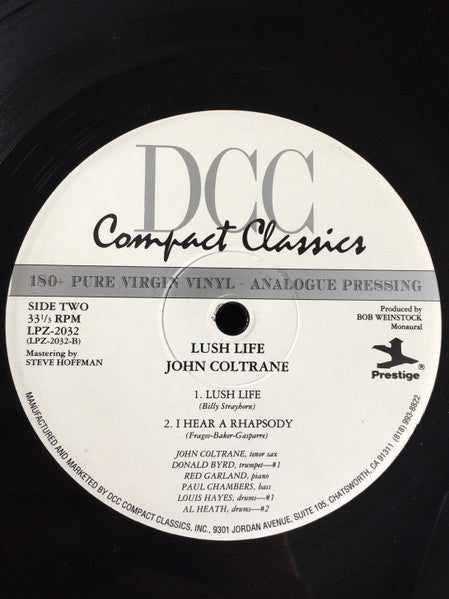 DCC
Compact Classics
180+ PURE VIRGIN VINYL - ANALOGUE PRESSING
SIDE TWO
33 1/3 RPM
LPZ-2032
(LPZ-2032-B)
Mastering by
STEVE HOFFMAN
Produced by
BOB WEINSTOCK
Monaural
Prestige®
LUSH LIFE
JOHN COLTRANE
1. LUSH LIFE
(Billy Strayhorn)
2. I HEAR A RHAPSODY
(Fragos-Baker-Gasparre)
JOHN COLTRANE, tenor sax
DONALD BYRD, trumpet—#1
RED GARLAND, piano
PAUL CHAMBERS, bass
LOUIS HAYES, drums—#1
AL HEATH, drums—#2
MANUFACTURED AND MARKETED BY DCC COMPACT CLASSICS, INC., 9301 JORDAN AVENUE, SUITE 105, CHATSWORTH, CA 91311 (818) 993-8822